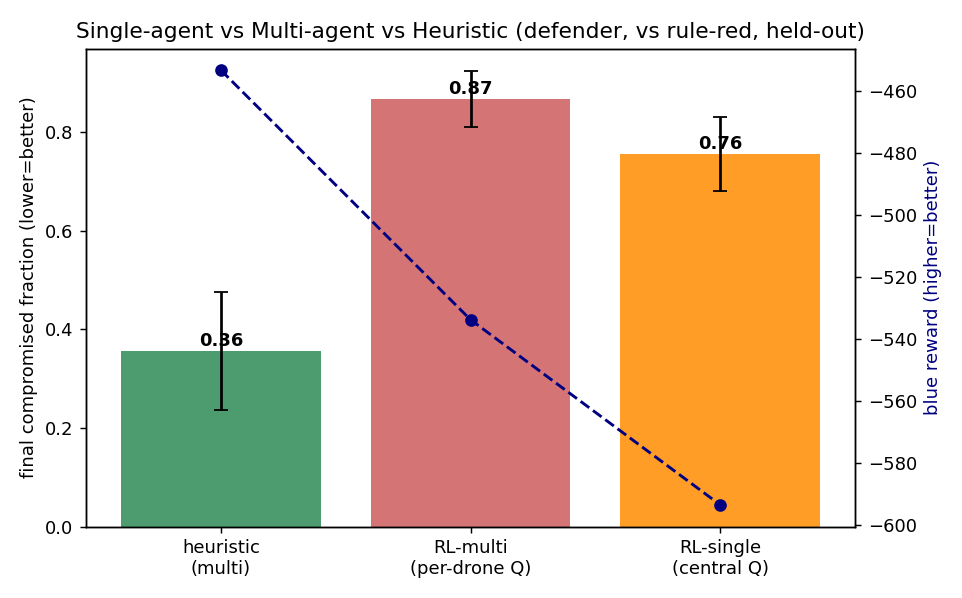 Single-agent vs Multi-agent vs Heuristic (defender, vs rule-red, held-out)
final compromised fraction (lower=better)
0.8
0.6
0.4
0.2
0.0
0.36
0.87
0.76
heuristic
(multi)
RL-multi
(per-drone Q)
RL-single
(central Q)
−460
−480
−500
−520
−540
−560
−580
−600
blue reward (higher=better)